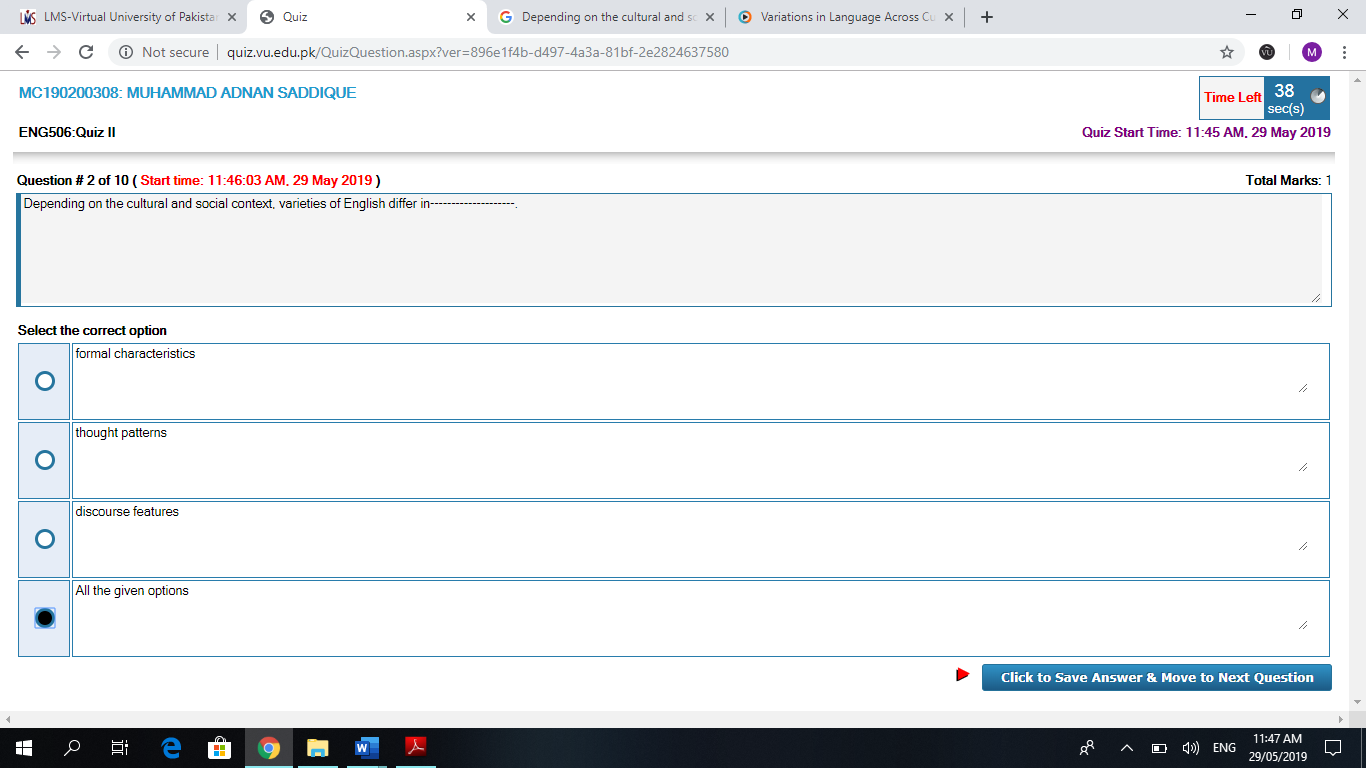 LMS-Virtual University of Pakista
Quiz
Depending on the cultural and so
Variations in Language Across Cu
Not secure
quiz.vu.edu.pk/QuizQuestion.aspx?ver=896e1f4b-d497-4a3a-81bf-2e2824637580
VU
M
MC190200308: MUHAMMAD ADNAN SADDIQUE
Time Left 38 sec(s)
ENG506:Quiz II
Quiz Start Time: 11:45 AM, 29 May 2019
Question # 2 of 10 ( Start time: 11:46:03 AM, 29 May 2019 )
Total Marks: 1
Depending on the cultural and social context, varieties of English differ in--------------------.
Select the correct option
formal characteristics
thought patterns
discourse features
All the given options
Click to Save Answer & Move to Next Question
ENG
11:47 AM
29/05/2019